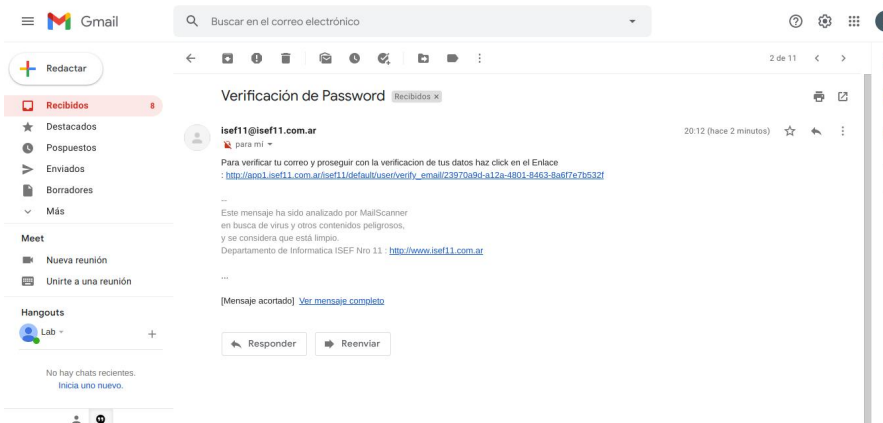 Gmail
Buscar en el correo electrónico
Redactar
2 de 11
Recibidos 8
Destacados
Pospuestos
Enviados
Borradores
Más
Meet
Nueva reunión
Unirte a una reunión
Hangouts
Lab
No hay chats recientes.
Inicia uno nuevo.
Verificación de Password Recibidos ×
isef11@isef11.com.ar 20:12 (hace 2 minutos)
para mí
Para verificar tu correo y proseguir con la verificacion de tus datos haz click en el Enlace
: http://app1.isef11.com.ar/isef11/default/user/verify_email/23970a9d-a12a-4801-8463-8a6f7e7b532f
--
Este mensaje ha sido analizado por MailScanner
en busca de virus y otros contenidos peligrosos,
y se considera que está limpio.
Departamento de Informatica ISEF Nro 11 : http://www.isef11.com.ar
...
[Mensaje acortado] Ver mensaje completo
Responder
Reenviar